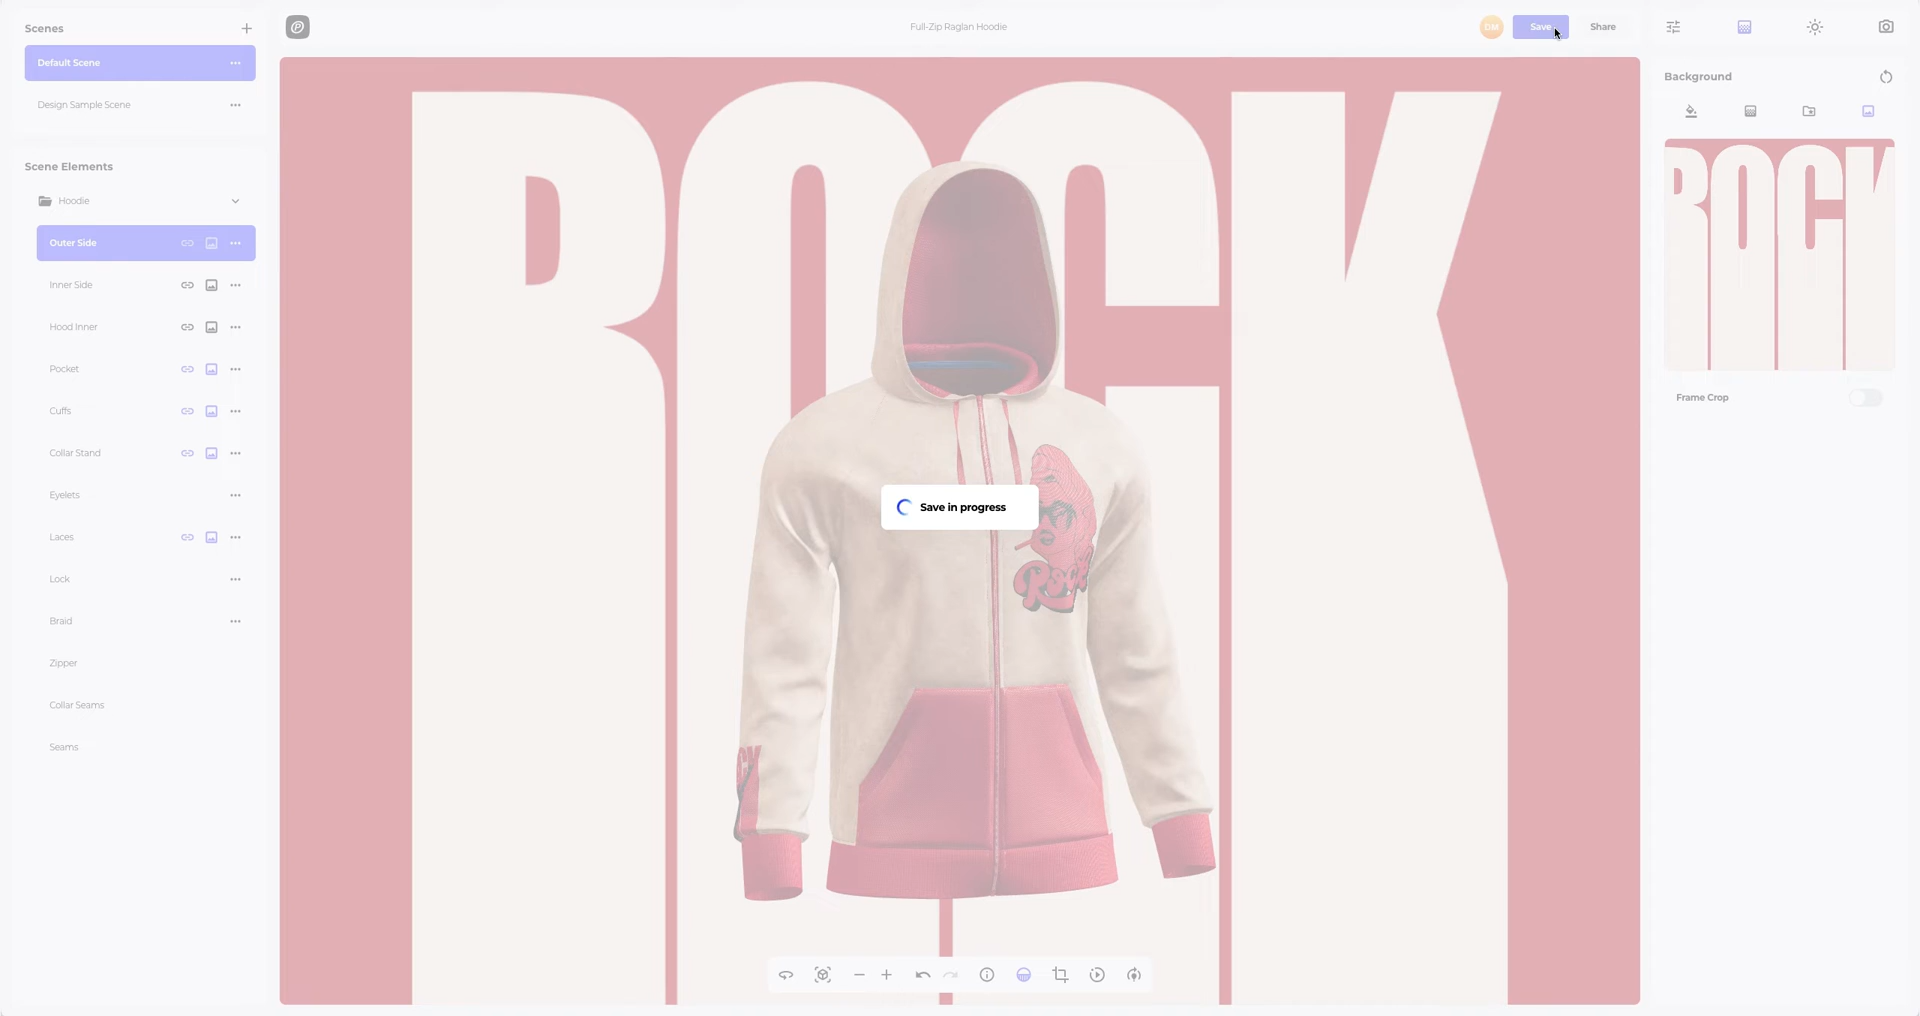 Scenes
Full-Zip Raglan Hoodie
DM
Save
Share
Default Scene
Design Sample Scene
Background
Scene Elements
Hoodie
Outer Side
Inner Side
Hood Inner
Pocket
Cuffs
Collar Stand
Eyelets
Laces
Lock
Braid
Zipper
Collar Seams
Seams
ROCK
Save in progress
Rock
ROCK
Frame Crop